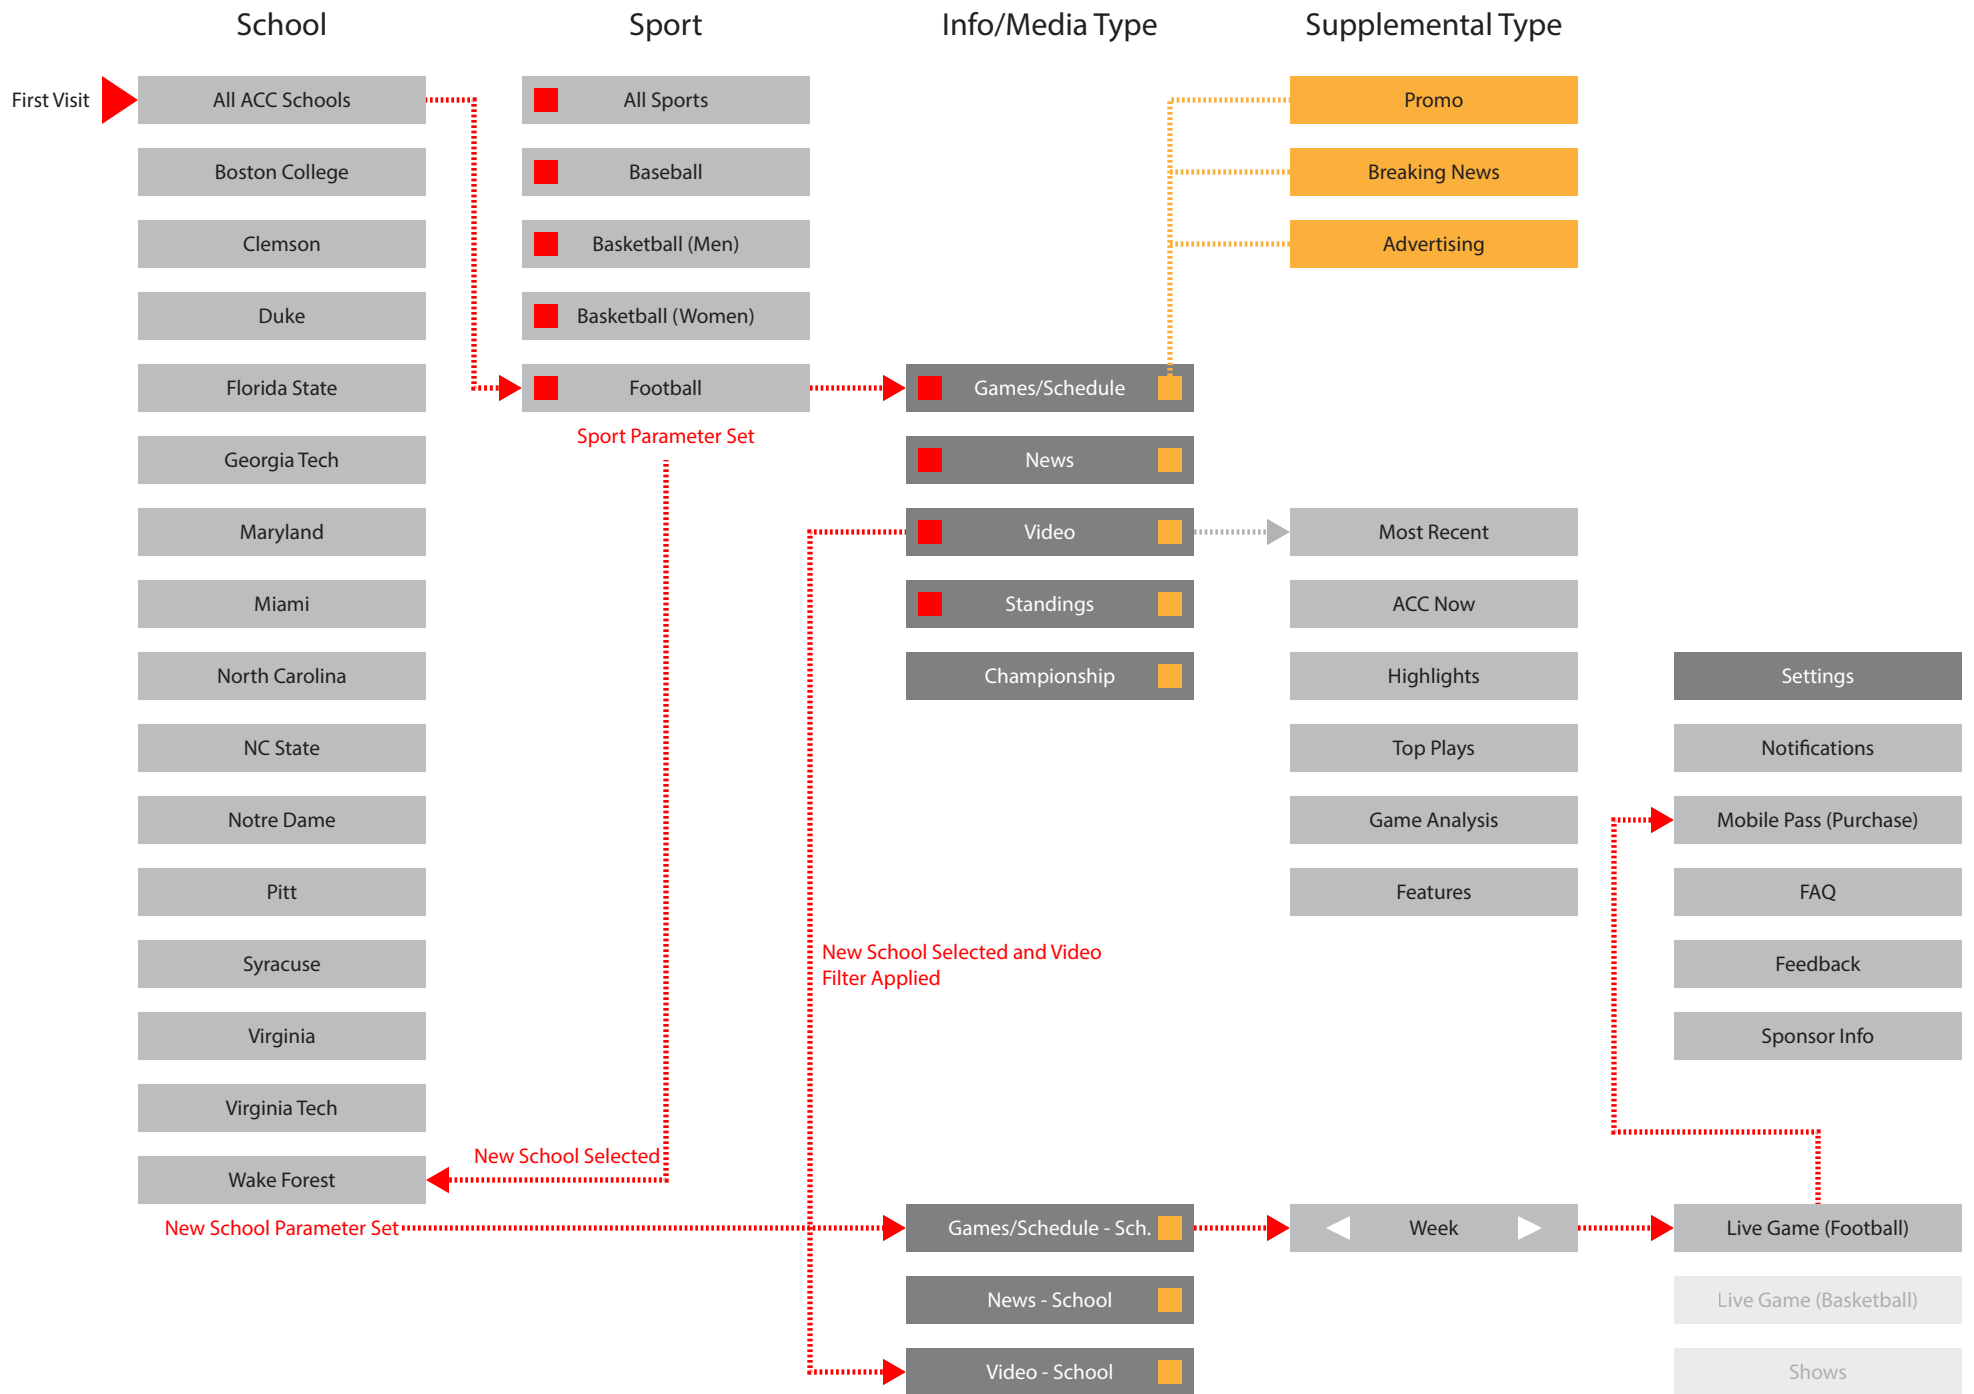 School
Sport
Info/Media Type
Supplemental Type
First Visit
All ACC Schools
Boston College
Clemson
Duke
Florida State
Georgia Tech
Maryland
Miami
North Carolina
NC State
Notre Dame
Pitt
Syracuse
Virginia
Virginia Tech
Wake Forest
New School Parameter Set
All Sports
Baseball
Basketball (Men)
Basketball (Women)
Football
Sport Parameter Set
New School Selected
Games/Schedule
News
Video
Standings
Championship
New School Selected and Video
Filter Applied
Games/Schedule - Sch.
News - School
Video - School
Promo
Breaking News
Advertising
Most Recent
ACC Now
Highlights
Top Plays
Game Analysis
Features
Week
Settings
Notifications
Mobile Pass (Purchase)
FAQ
Feedback
Sponsor Info
Live Game (Football)
Live Game (Basketball)
Shows